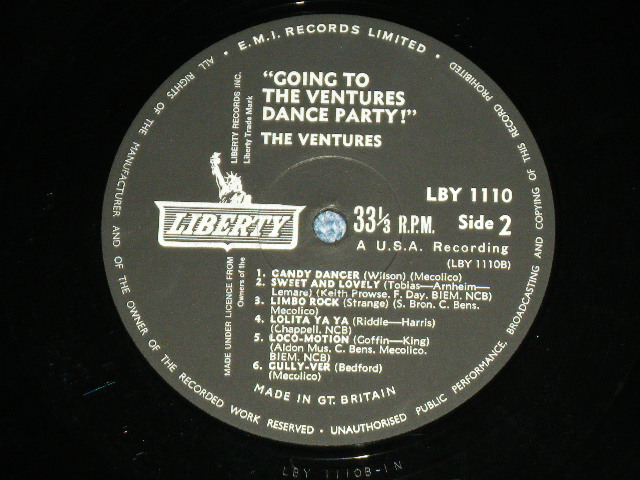 ALL RIGHTS OF THE MANUFACTURER AND OF THE OWNER OF THE RECORDED WORK RESERVED • UNAUTHORISED PUBLIC PERFORMANCE, BROADCASTING AND COPYING OF THIS RECORD PROHIBITED
• E.M.I. RECORDS LIMITED •
"GOING TO
THE VENTURES
DANCE PARTY!"
THE VENTURES
LIBERTY RECORDS INC.
Liberty Trade Mark
MADE UNDER LICENCE FROM
Owners of the
LIBERTY
LBY 1110
33⅓ R.P.M.
Side 2
A U.S.A. Recording
(LBY 1110B)
1. CANDY DANCER (Wilson) (Mecolico)
2. SWEET AND LOVELY (Tobias—Arnheim—
Lemare) (Keith Prowse, F. Day. BIEM. NCB)
3. LIMBO ROCK (Strange) (S. Bron. C. Bens.
Mecolico)
4. LOLITA YA YA (Riddle—Harris)
(Chappell. NCB)
5. LOCO-MOTION (Goffin—King)
(Aldon Mus. C. Bens. Mecolico.
BIEM. NCB)
6. GULLY-VER (Bedford)
(Mecolico)
MADE IN GT. BRITAIN
LBY 1110B-1N